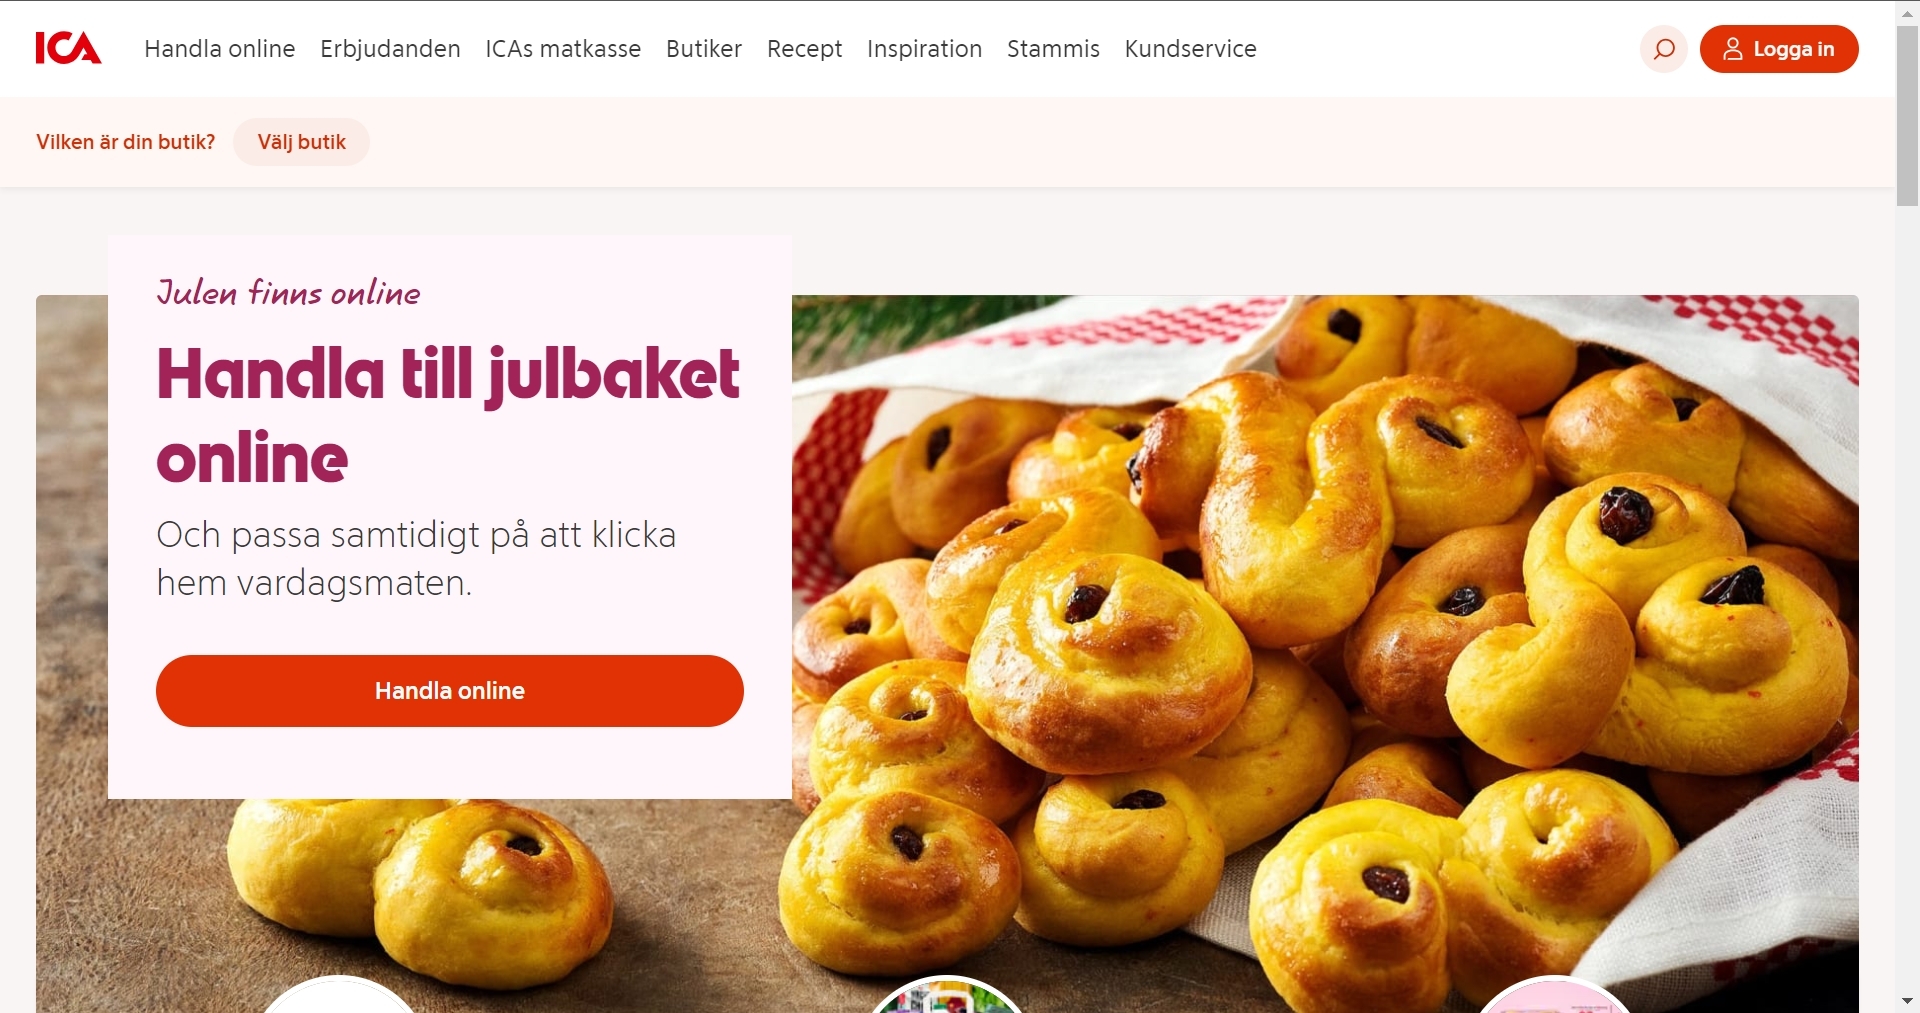 ICA
Handla online Erbjudanden ICAs matkasse Butiker Recept Inspiration Stammis Kundservice
Logga in
Vilken är din butik? Välj butik
Julen finns online
Handla till julbaket
online
Och passa samtidigt på att klicka
hem vardagsmaten.
Handla online